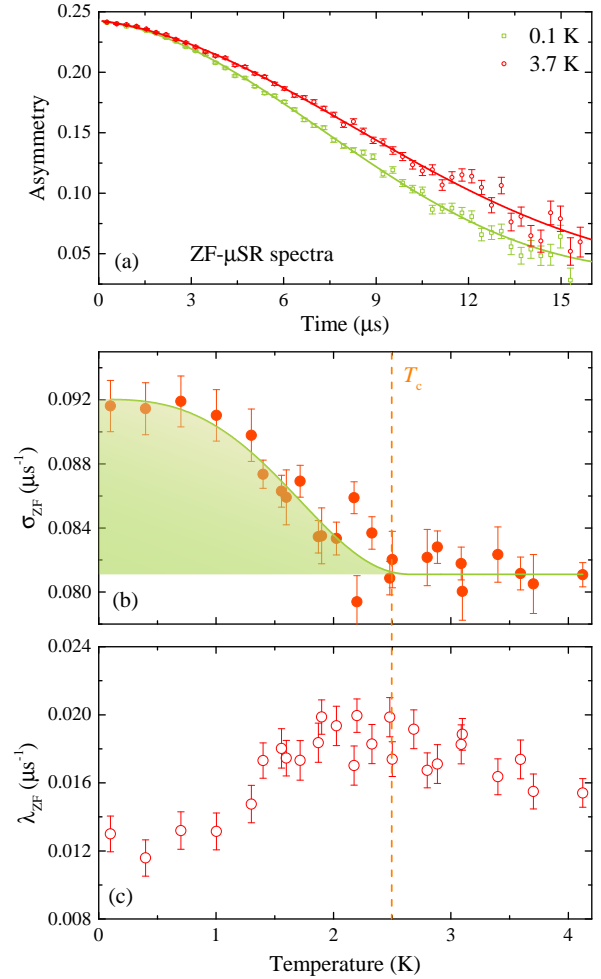 0.25
0.20
0.15
0.10
0.05
Asymmetry
0.1 K
3.7 K
(a)
ZF-μSR spectra
0 3 6 9 12 15
Time (μs)
0.092
0.088
0.084
0.080
σZF (μs-1)
Tc
(b)
0.024
0.020
0.016
0.012
0.008
λZF (μs-1)
(c)
0 1 2 3 4
Temperature (K)